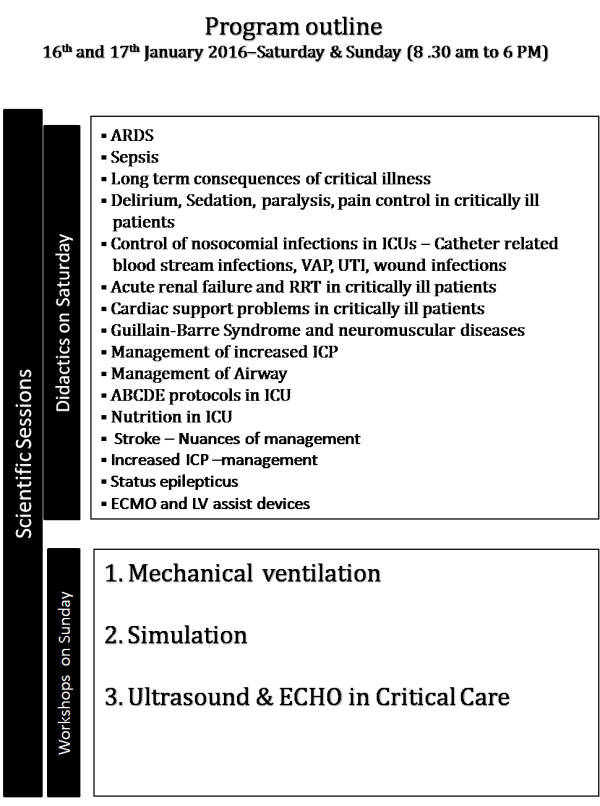 Program outline
16th and 17th January 2016–Saturday & Sunday (8 .30 am to 6 PM)
Scientific Sessions
Didactics on Saturday
▪ ARDS
▪ Sepsis
▪ Long term consequences of critical illness
▪ Delirium, Sedation, paralysis, pain control in critically ill
patients
▪ Control of nosocomial infections in ICUs – Catheter related
blood stream infections, VAP, UTI, wound infections
▪ Acute renal failure and RRT in critically ill patients
▪ Cardiac support problems in critically ill patients
▪ Guillain-Barre Syndrome and neuromuscular diseases
▪ Management of increased ICP
▪ Management of Airway
▪ ABCDE protocols in ICU
▪ Nutrition in ICU
▪ Stroke – Nuances of management
▪ Increased ICP –management
▪ Status epilepticus
▪ ECMO and LV assist devices
Workshops on Sunday
1. Mechanical ventilation
2. Simulation
3. Ultrasound & ECHO in Critical Care